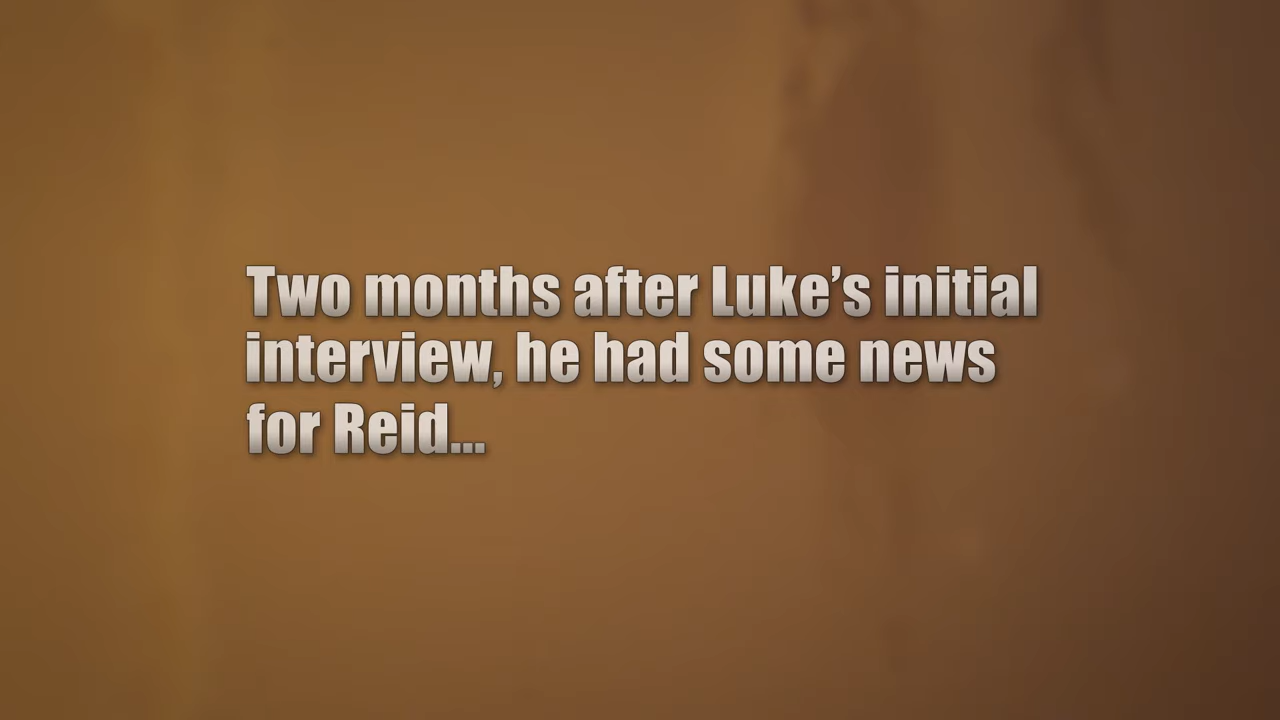 Two months after Luke’s initial
interview, he had some news
for Reid...